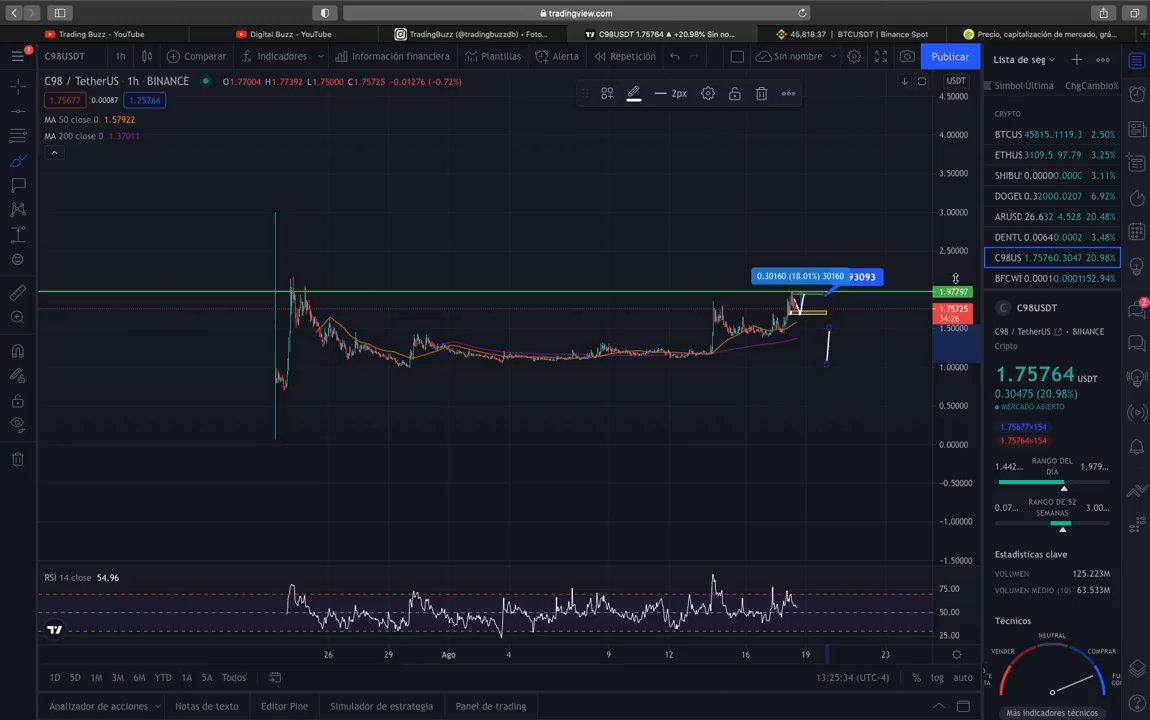 tradingview.com
Trading Buzz - YouTube
Digital Buzz - YouTube
TradingBuzz (@tradingbuzzdb) • Foto...
C98USDT 1.75764 ▲ +20.98% Sin no...
45,818.37 | BTCUSDT | Binance Spot
Precio, capitalización de mercado, grá...
1
C98USDT
1h
Comparar
Indicadores
Información financiera
Plantillas
Alerta
Repetición
Sin nombre
Publicar
Lista de seg
C98 / TetherUS · 1h · BINANCE
O1.77004 H1.77392 L1.75000 C1.75725 -0.01276 (-0.72%)
1.75677
0.00087
1.75764
MA 50 close 0 1.57922
MA 200 close 0 1.37011
2px
USDT
4.50000
4.00000
3.50000
3.00000
2.50000
1.97797
1.75725
34:26
1.50000
1.00000
0.50000
0.00000
-0.50000
-1.00000
-1.50000
0.30160 (18.01%) 30160
93093
RSI 14 close 54.96
75.00
50.00
25.00
26
29
Ago
4
9
12
16
19
23
1D
5D
1M
3M
6M
YTD
1A
5A
Todos
13:25:34 (UTC-4)
%
log
auto
Analizador de acciones
Notas de texto
Editor Pine
Simulador de estrategia
Panel de trading
Símbol Última ChgCambio%
CRYPTO
BTCUS 45815.1 119.3 2.50%
ETHUS 3109.5 97.79 3.25%
SHIBU 0.0000 0.0000 3.11%
DOGEL 0.32000.0207 6.92%
ARUSD 26.632 4.528 20.48%
DENTL 0.0064 0.0002 3.48%
C98US 1.7576 0.3047 20.98%
BFCWE 0.0001 152.94%
C98USDT
C98 / TetherUS · BINANCE
Cripto
1.75764 USDT
0.30475 (20.98%)
MERCADO ABIERTO
1.75677×154
1.75764×154
1.442...
RANGO DEL DÍA
1.979...
0.07...
RANGO DE 52 SEMANAS
3.00...
Estadísticas clave
VOLUMEN 125.223M
VOLUMEN MEDIO (10) 63.533M
Técnicos
NEUTRAL
VENDER
COMPRAR
Más indicadores técnicos
2